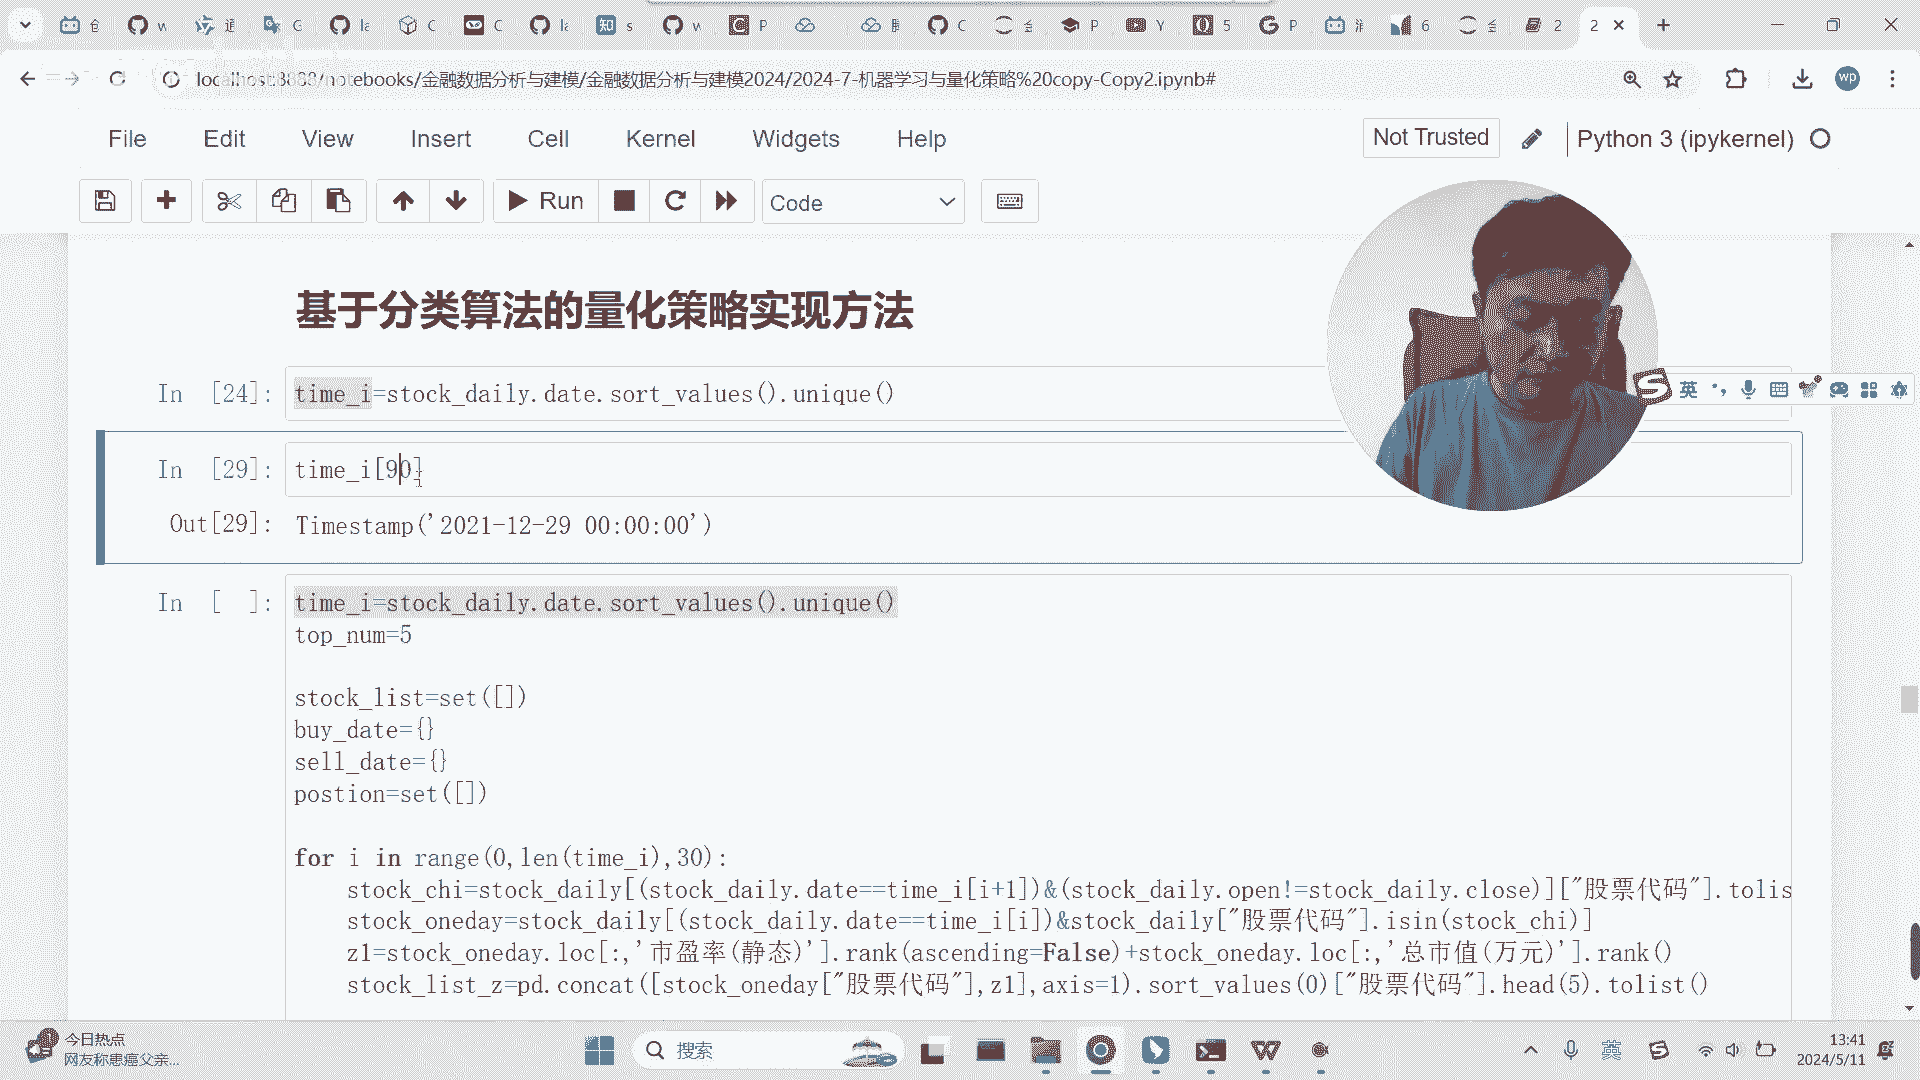 localhost:8888/notebooks/金融数据分析与建模/金融数据分析与建模2024/2024-7-机器学习与量化策略%20copy-Copy2.ipynb#
wp
File Edit View Insert Cell Kernel Widgets Help
Not Trusted
Python 3 (ipykernel)
Run
Code
基于分类算法的量化策略实现方法
In [24]: time_i=stock_daily.date.sort_values().unique()
英
In [29]: time_i[90]
Out[29]: Timestamp('2021-12-29 00:00:00')
In [ ]: time_i=stock_daily.date.sort_values().unique()
top_num=5
stock_list=set([])
buy_date={}
sell_date={}
postion=set([])
for i in range(0,len(time_i),30):
stock_chi=stock_daily[(stock_daily.date==time_i[i+1])&(stock_daily.open!=stock_daily.close)]["股票代码"].tolis
stock_oneday=stock_daily[(stock_daily.date==time_i[i])&stock_daily["股票代码"].isin(stock_chi)]
z1=stock_oneday.loc[:,'市盈率(静态)'].rank(ascending=False)+stock_oneday.loc[:,'总市值(万元)'].rank()
stock_list_z=pd.concat([stock_oneday["股票代码"],z1],axis=1).sort_values(0)["股票代码"].head(5).tolist()
今日热点
网友称患癌父亲...
搜索
英
13:41
2024/5/11